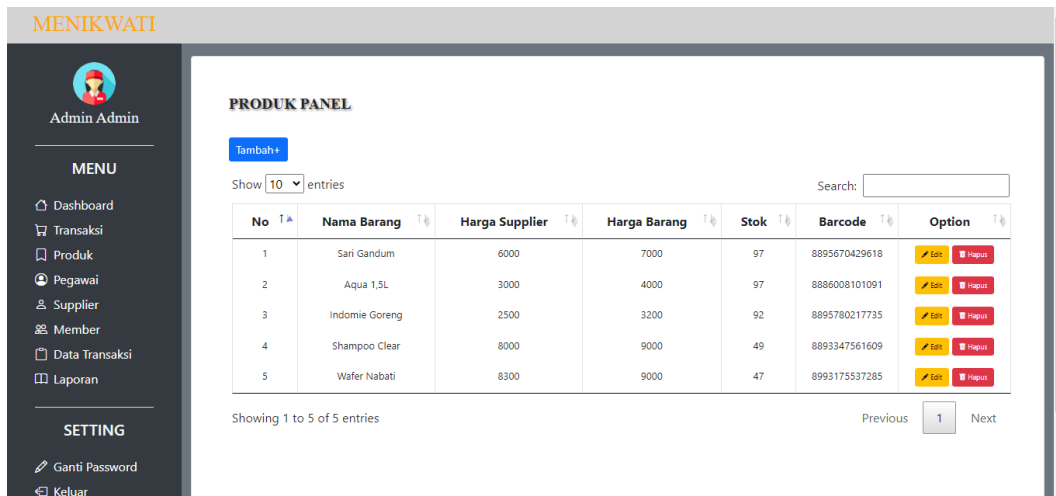 MENIKWATI
Admin Admin
MENU
Dashboard
Transaksi
Produk
Pegawai
Supplier
Member
Data Transaksi
Laporan
SETTING
Ganti Password
Keluar
PRODUK PANEL
Tambah+
Show 10 entries Search:
No Nama Barang Harga Supplier Harga Barang Stok Barcode Option
1 Sari Gandum 6000 7000 97 8895670429618 Edit Hapus
2 Aqua 1,5L 3000 4000 97 8886008101091 Edit Hapus
3 Indomie Goreng 2500 3200 92 8895780217735 Edit Hapus
4 Shampoo Clear 8000 9000 49 8893347561609 Edit Hapus
5 Wafer Nabati 8300 9000 47 8993175537285 Edit Hapus
Showing 1 to 5 of 5 entries Previous 1 Next